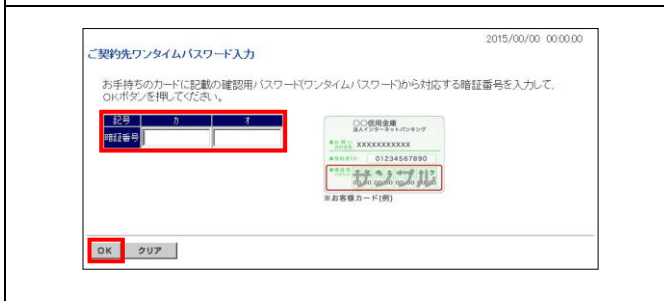 2015/00/00 00:00:00
ご契約先ワンタイムパスワード入力
お手持ちのカードに記載の確認用パスワード(ワンタイムパスワード)から対応する暗証番号を入力して、
OKボタンを押してください。
記号 カ オ
暗証番号
〇〇信用金庫
法人インターネットバンキング
XXXXXXXXXXX
01234567890
サンプル
※お客様カード(例)
OK クリア